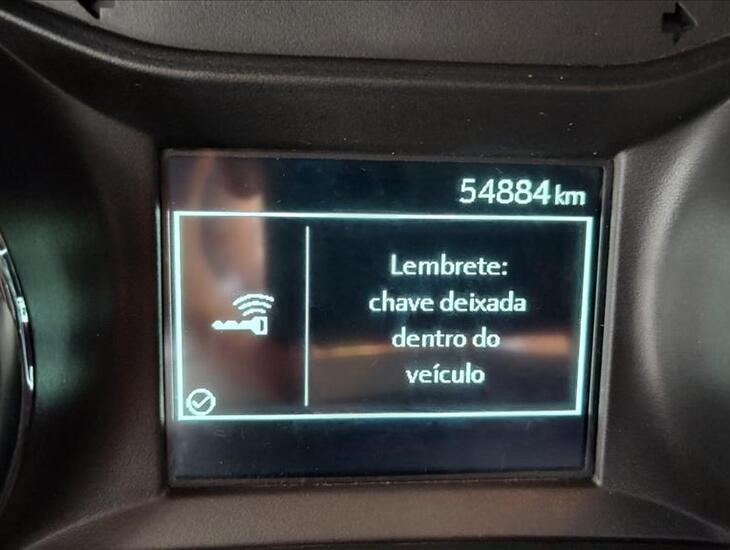 54884 km
Lembrete:
chave deixada
dentro do
veículo